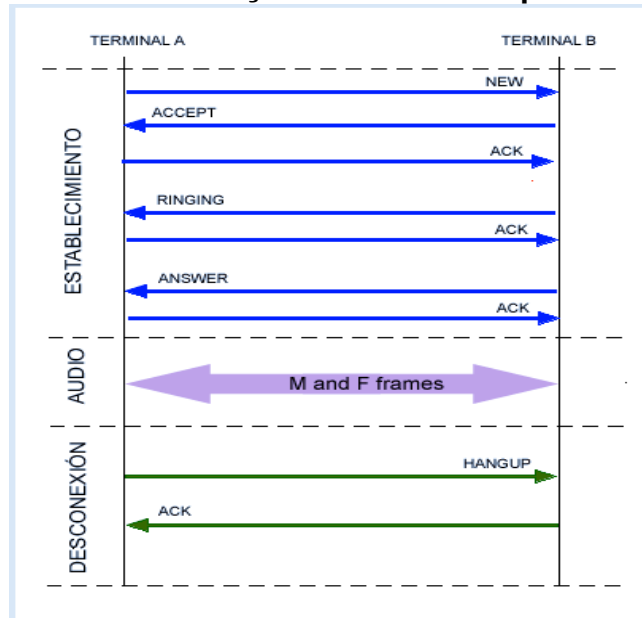 TERMINAL A
TERMINAL B
ESTABLECIMIENTO
NEW
ACCEPT
ACK
RINGING
ACK
ANSWER
ACK
AUDIO
M and F frames
DESCONEXIÓN
HANGUP
ACK